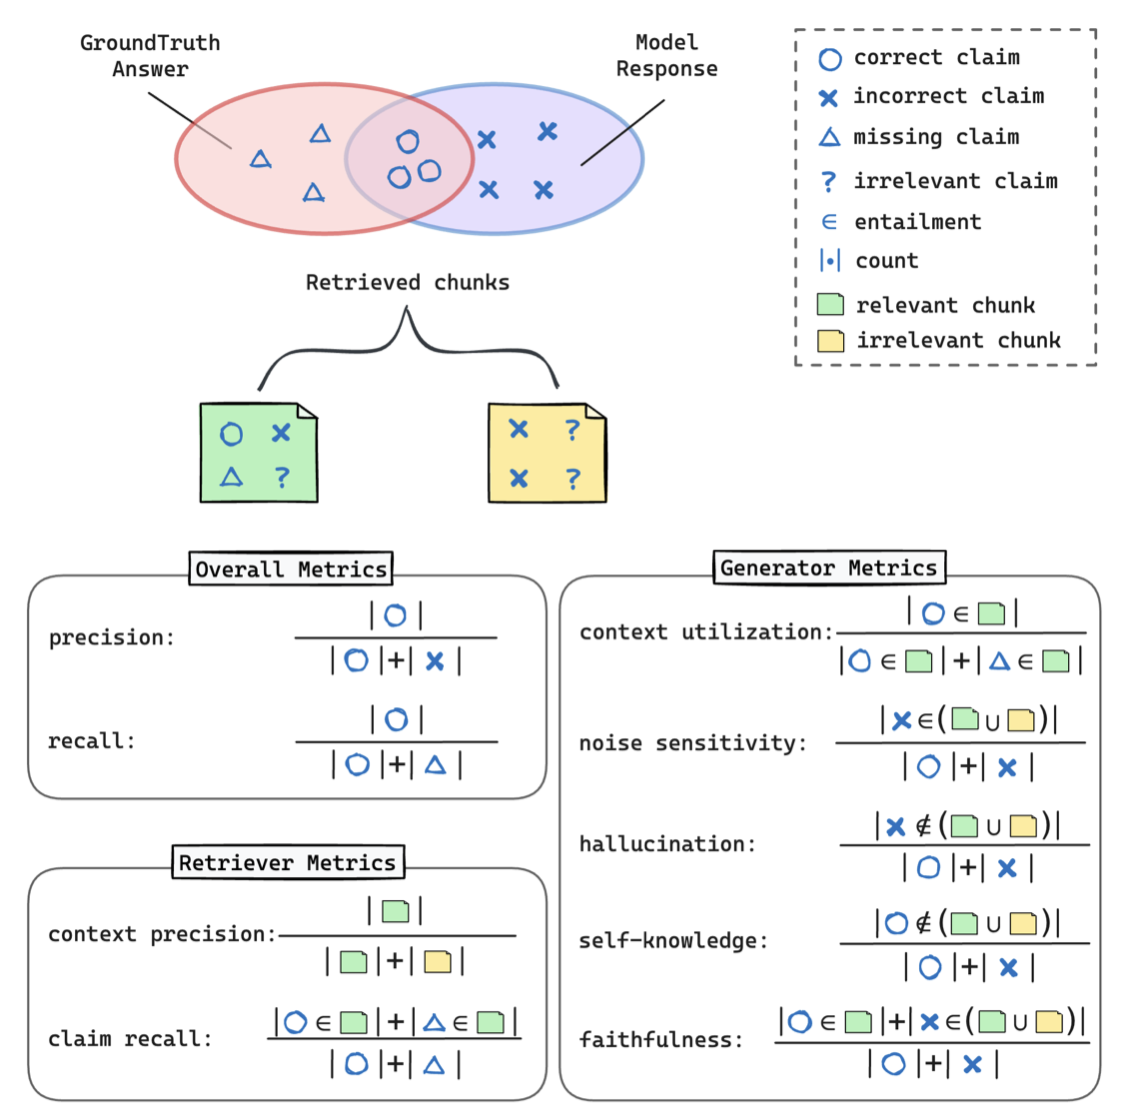 GroundTruth
Answer
Model
Response
correct claim
incorrect claim
missing claim
? irrelevant claim
∈ entailment
|•| count
relevant chunk
irrelevant chunk
Retrieved chunks
?
?
?
Overall Metrics
precision:
| |
| |+| |
recall:
| |
| |+| |
Retriever Metrics
context precision:
| |
| |+| |
claim recall:
| ∈ |+| ∈ |
| |+| |
Generator Metrics
context utilization:
| ∈ |
| ∈ |+| ∈ |
noise sensitivity:
| ∈( ∪ )|
| |+| |
hallucination:
| ∉( ∪ )|
| |+| |
self-knowledge:
| ∉( ∪ )|
| |+| |
faithfulness:
| ∈ |+| ∈( ∪ )|
| |+| |